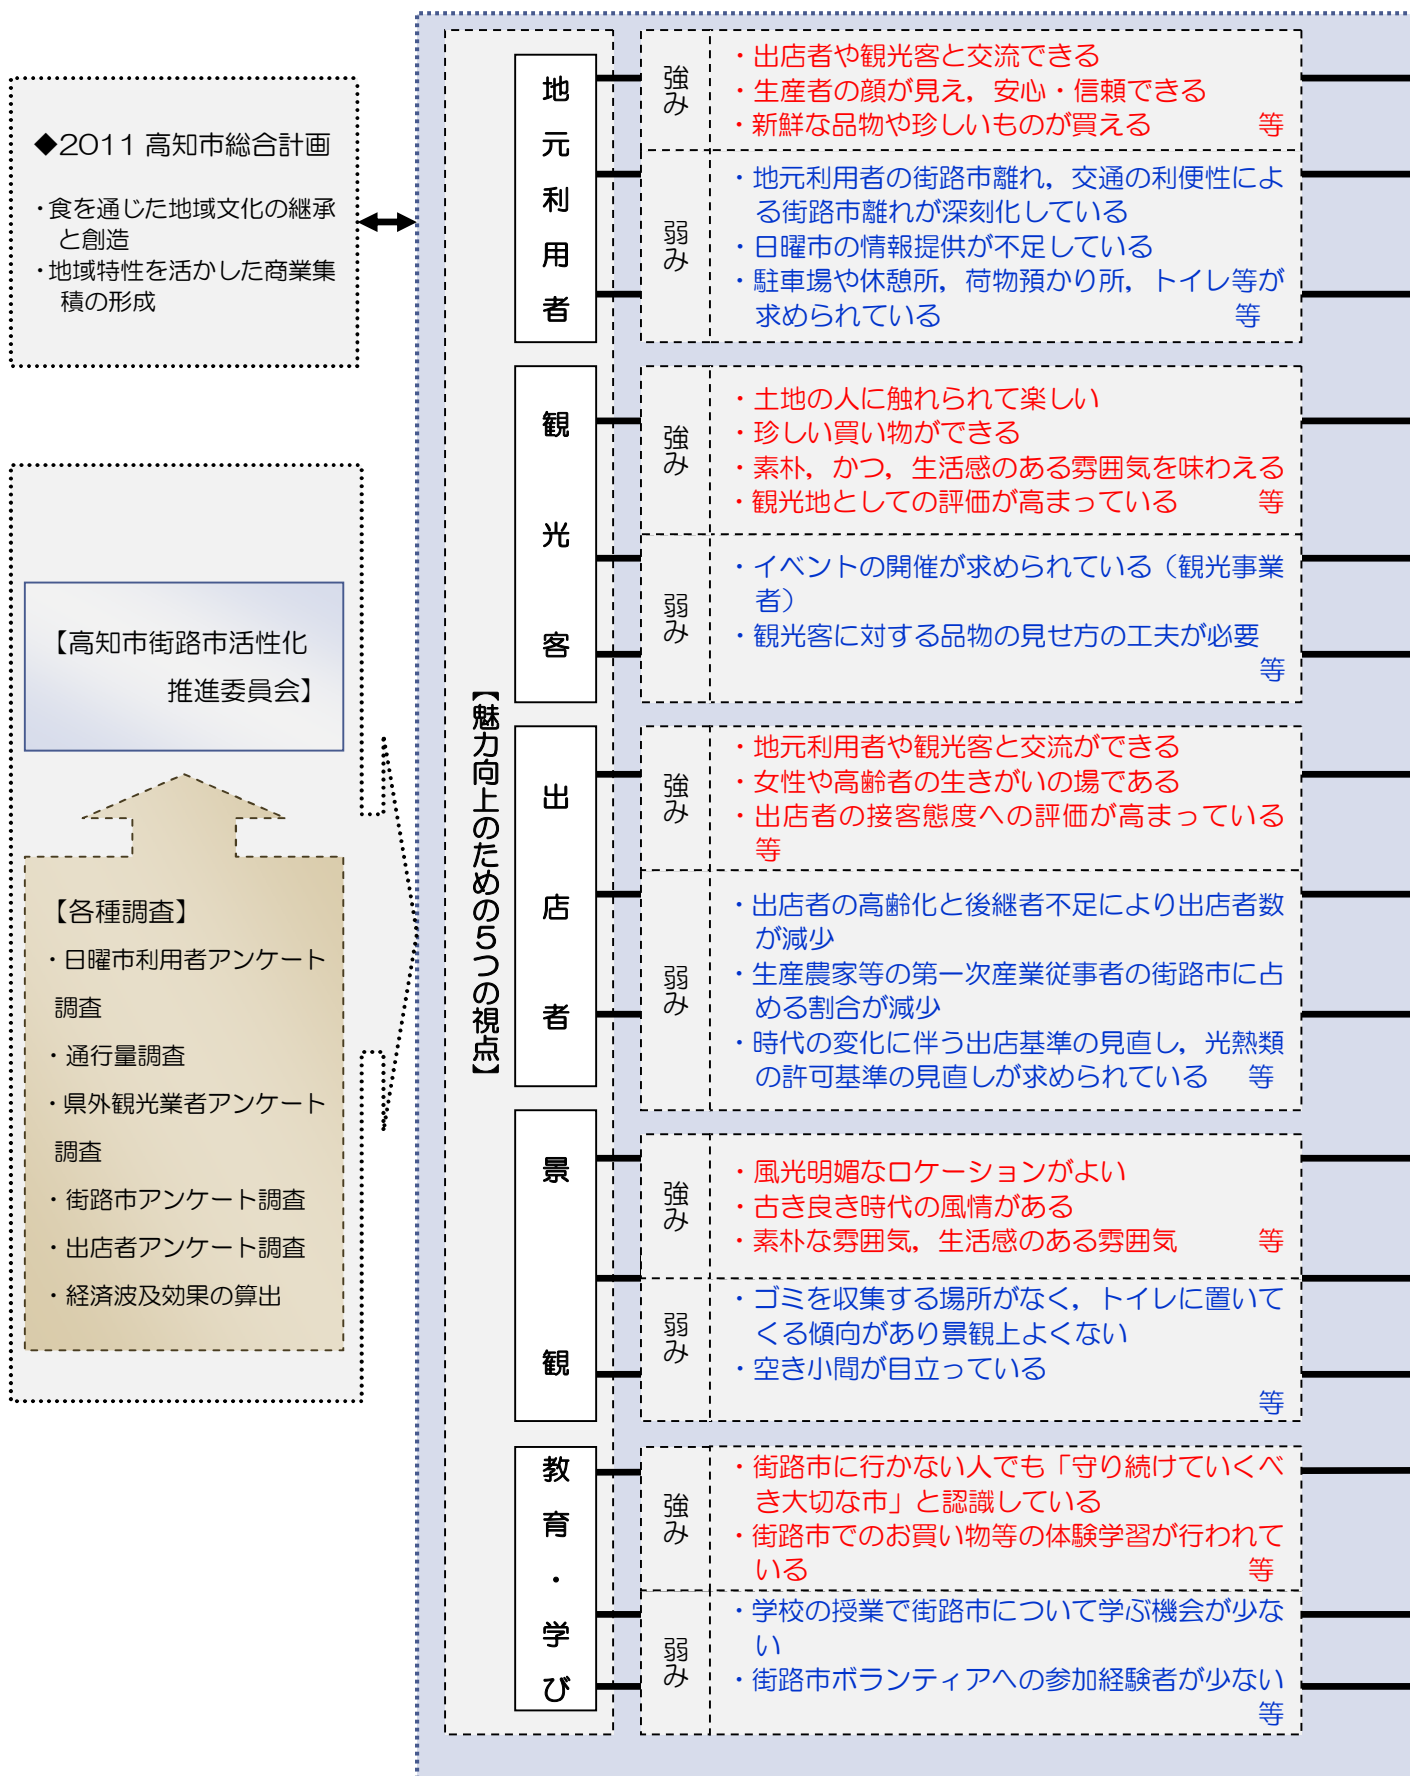 ◆2011 高知市総合計画
・食を通じた地域文化の継承
と創造
・地域特性を活かした商業集
積の形成
【高知市街路市活性化
推進委員会】
【各種調査】
・日曜市利用者アンケート
調査
・通行量調査
・県外観光業者アンケート
調査
・街路市アンケート調査
・出店者アンケート調査
・経済波及効果の算出
【魅力向上のための5つの視点】
地元利用者
強み
・出店者や観光客と交流できる
・生産者の顔が見え，安心・信頼できる
・新鮮な品物や珍しいものが買える 等
弱み
・地元利用者の街路市離れ，交通の利便性によ
る街路市離れが深刻化している
・日曜市の情報提供が不足している
・駐車場や休憩所，荷物預かり所，トイレ等が
求められている 等
観光客
強み
・土地の人に触れられて楽しい
・珍しい買い物ができる
・素朴，かつ，生活感のある雰囲気を味わえる
・観光地としての評価が高まっている 等
弱み
・イベントの開催が求められている（観光事業
者）
・観光客に対する品物の見せ方の工夫が必要
等
出店者
強み
・地元利用者や観光客と交流ができる
・女性や高齢者の生きがいの場である
・出店者の接客態度への評価が高まっている
等
弱み
・出店者の高齢化と後継者不足により出店者数
が減少
・生産農家等の第一次産業従事者の街路市に占
める割合が減少
・時代の変化に伴う出店基準の見直し，光熱類
の許可基準の見直しが求められている 等
景観
強み
・風光明媚なロケーションがよい
・古き良き時代の風情がある
・素朴な雰囲気，生活感のある雰囲気 等
弱み
・ゴミを収集する場所がなく，トイレに置いて
くる傾向があり景観上よくない
・空き小間が目立っている
等
教育・学び
強み
・街路市に行かない人でも「守り続けていくべ
き大切な市」と認識している
・街路市でのお買い物等の体験学習が行われて
いる 等
弱み
・学校の授業で街路市について学ぶ機会が少な
い
・街路市ボランティアへの参加経験者が少ない
等